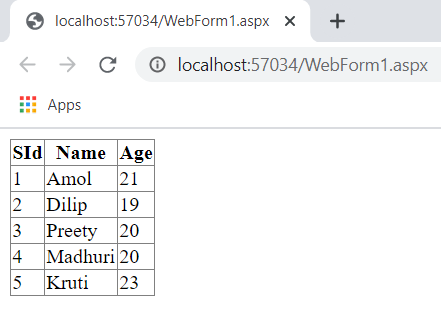 localhost:57034/WebForm1.aspx
localhost:57034/WebForm1.aspx
Apps
SId Name Age
1 Amol 21
2 Dilip 19
3 Preety 20
4 Madhuri 20
5 Kruti 23